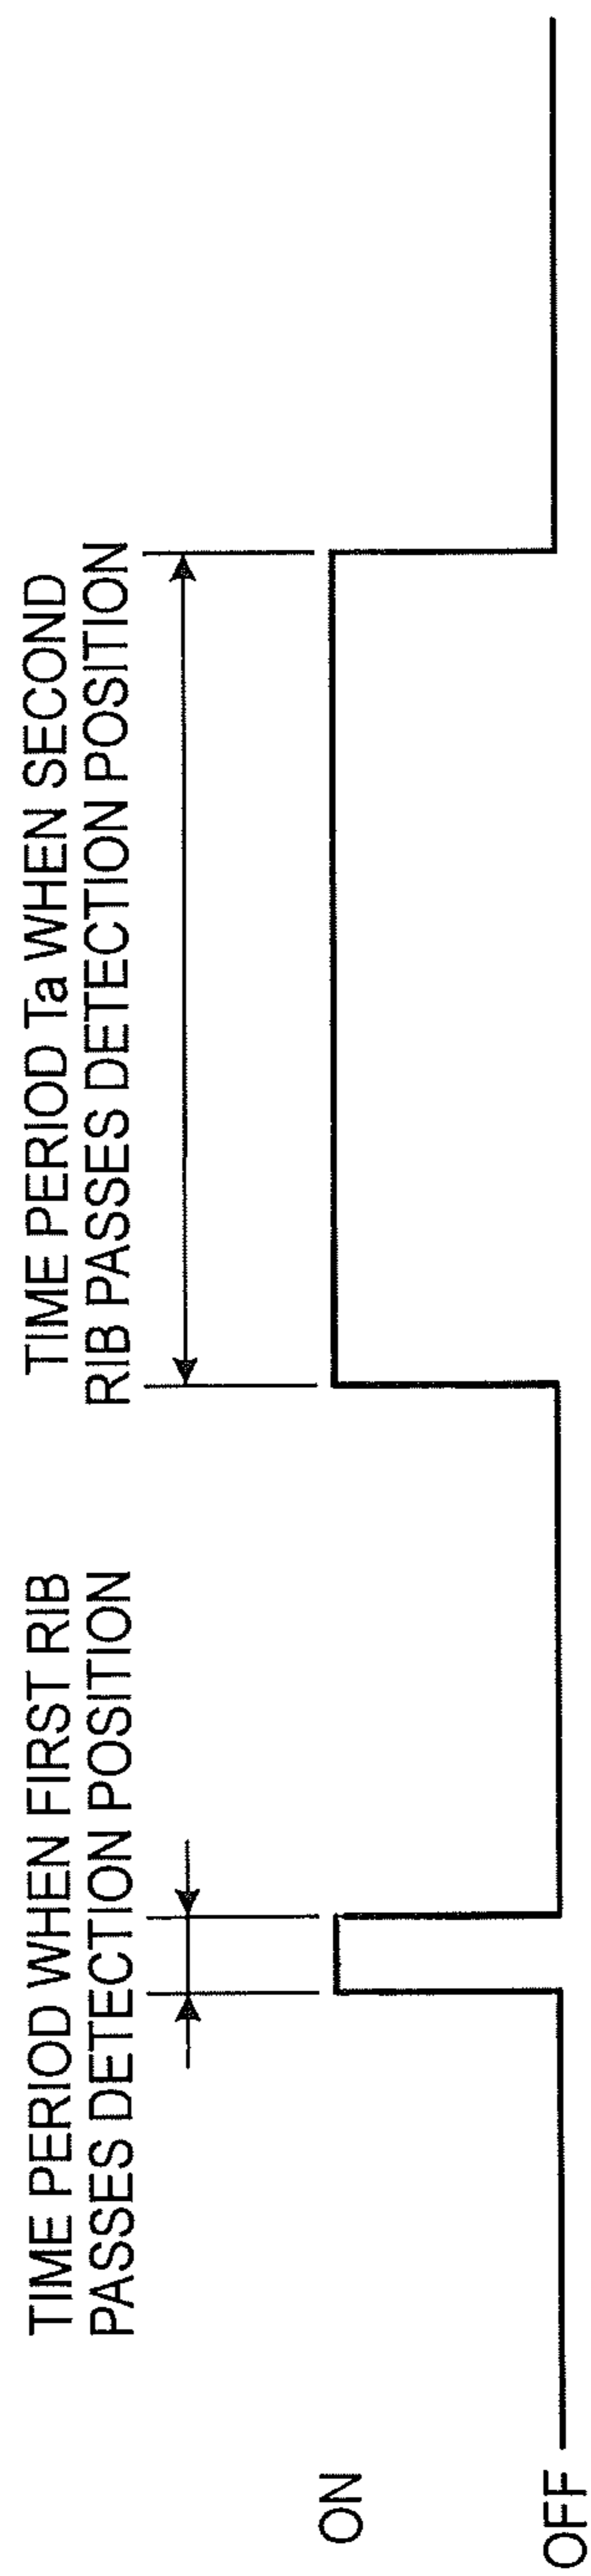 TIME PERIOD WHEN FIRST RIB
PASSES DETECTION POSITION
TIME PERIOD Ta WHEN SECOND
RIB PASSES DETECTION POSITION
ON
OFF